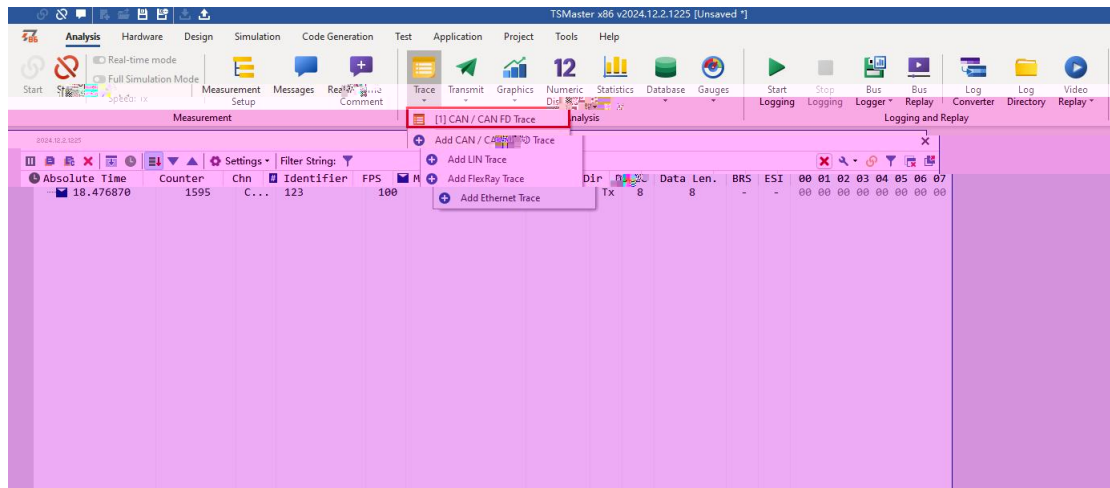 TSMaster x86 v2024.12.2.1225 [Unsaved *]
Analysis Hardware Design Simulation Code Generation Test Application Project Tools Help
Real-time mode
Full Simulation Mode
Start Measurement Setup Messages Comment Trace Transmit Graphics Numeric Statistics Database Gauges Start Logging Stop Logging Bus Logger Bus Replay Log Converter Log Directory Video Replay
Measurement Logging and Replay
[1] CAN / CAN FD Trace
2024.12.2.1225
Add CAN / CAN FD Trace
Settings Filter String:
Add LIN Trace
Absolute Time Counter Chn Identifier FPS Dir Data Len. BRS ESI 00 01 02 03 04 05 06 07
Add FlexRay Trace
18.476870 1595 C... 123 100 Tx 8 8 - - 00 00 00 00 00 00 00 00
Add Ethernet Trace